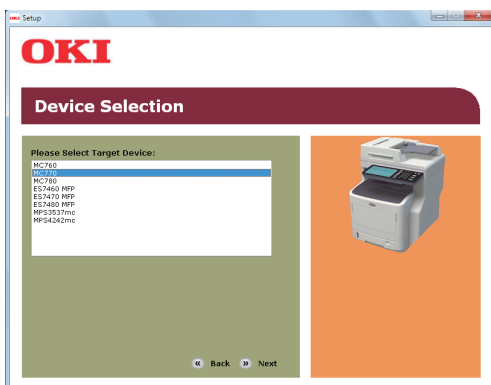 OKI Setup
OKI
Device Selection
Please Select Target Device:
MC760
MC770
MC780
ES7460 MFP
ES7470 MFP
ES7480 MFP
MPS3537mc
MPS4242mc
« Back » Next